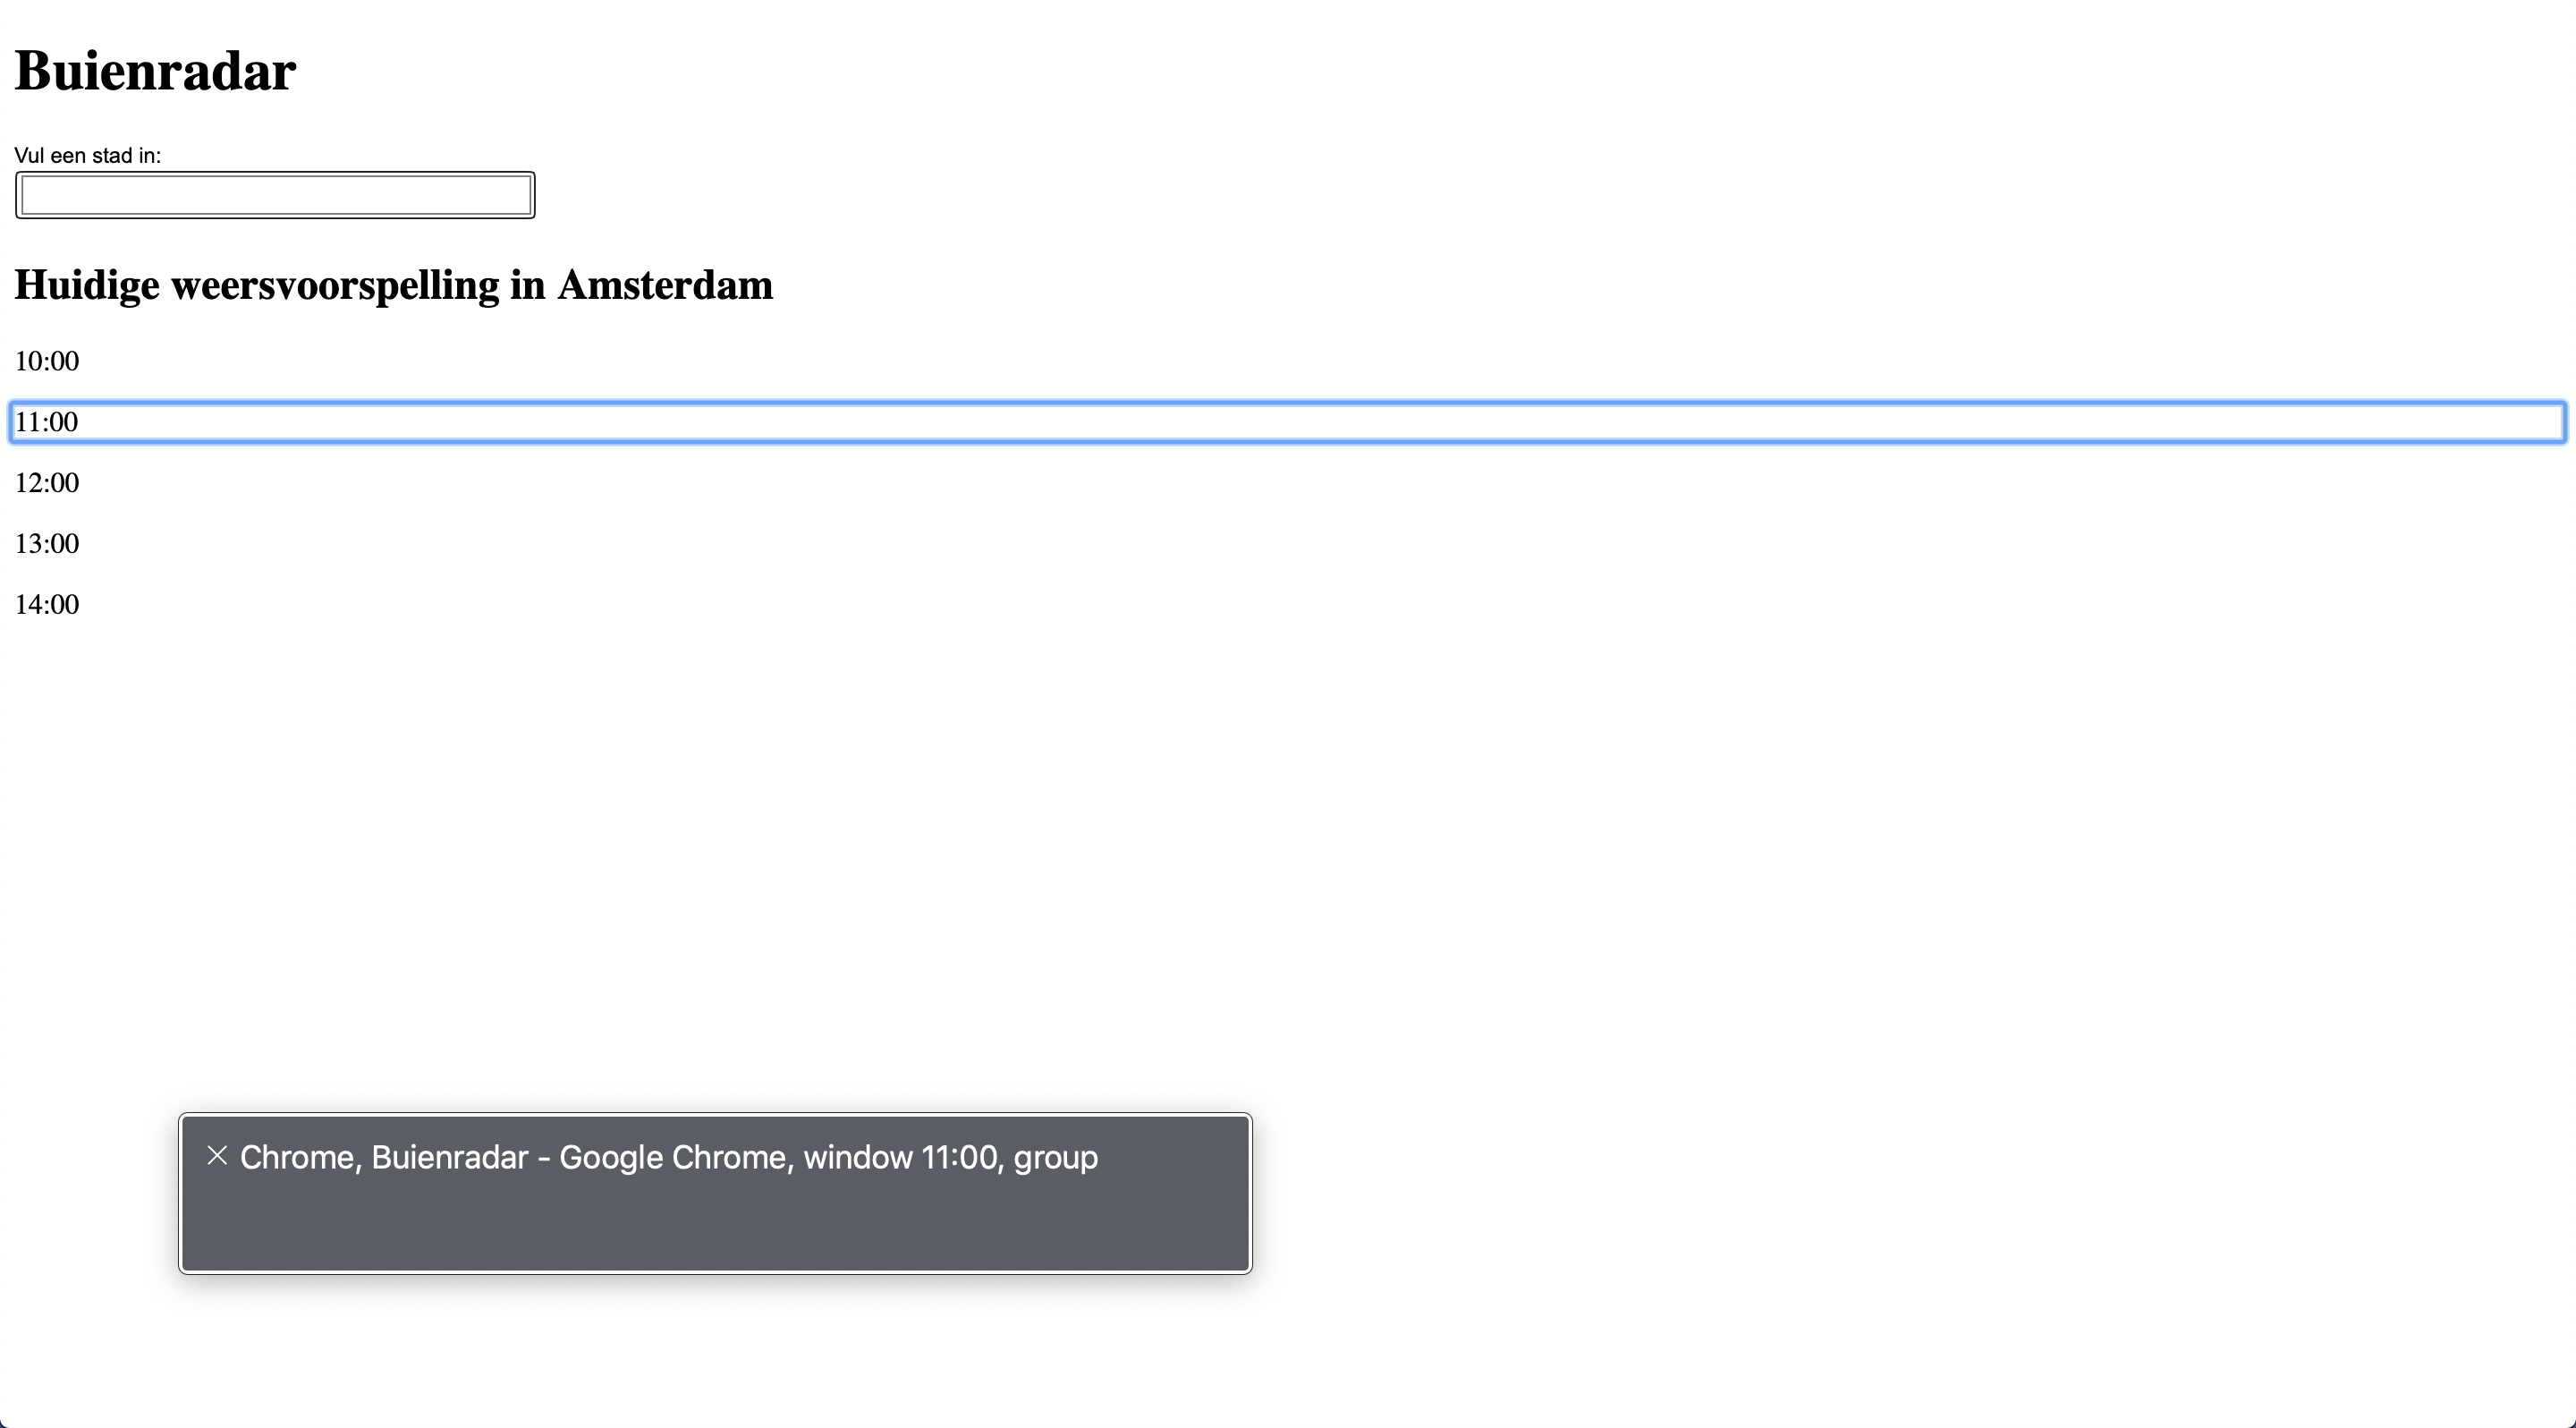 Buienradar
Vul een stad in:
Huidige weersvoorspelling in Amsterdam
10:00
11:00
12:00
13:00
14:00
Chrome, Buienradar - Google Chrome, window 11:00, group